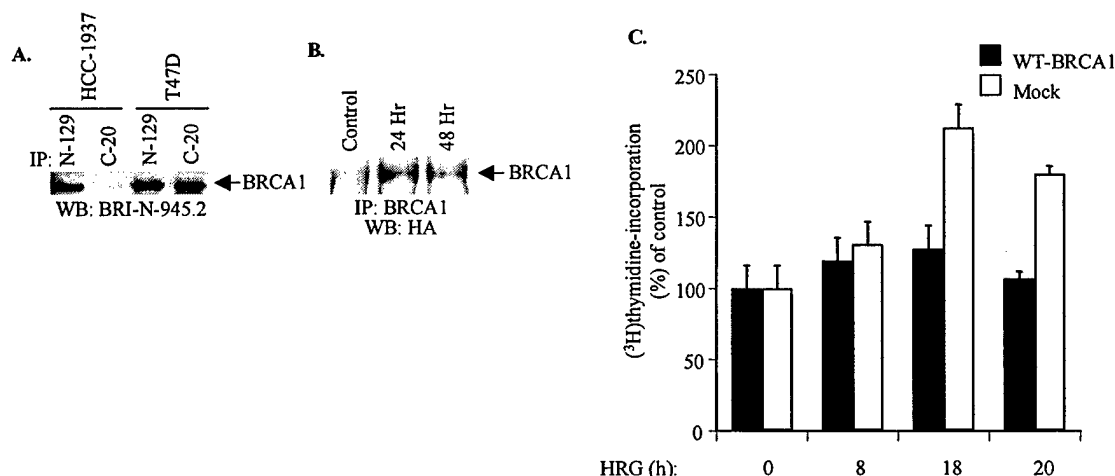 A.
HCC-1937
T47D
IP:
N-129
C-20
N-129
C-20
BRCA1
WB: BRI-N-945.2
B.
Control
24 Hr
48 Hr
BRCA1
IP: BRCA1
WB: HA
C.
WT-BRCA1
Mock
(³H)thymidine-incorporation
(%) of control
250
200
150
100
50
0
HRG (h): 0 8 18 20